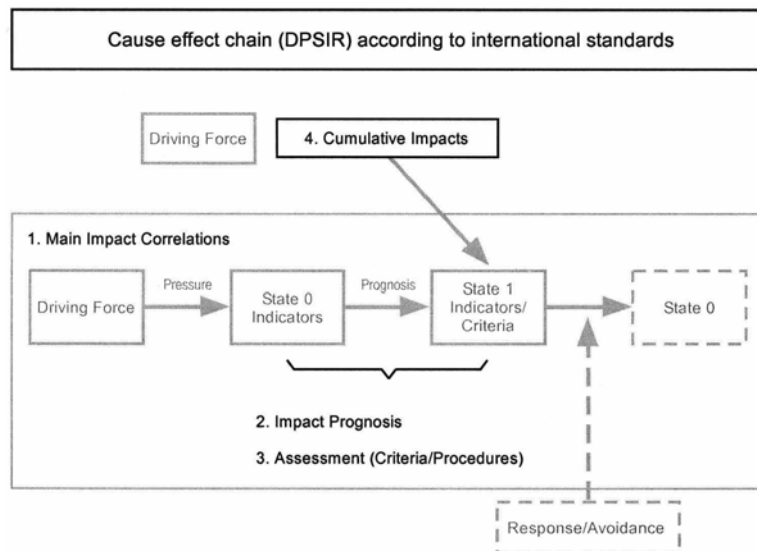 Cause effect chain (DPSIR) according to international standards
Driving Force
4. Cumulative Impacts
1. Main Impact Correlations
Driving Force
Pressure
State 0
Indicators
Prognosis
State 1
Indicators/
Criteria
State 0
2. Impact Prognosis
3. Assessment (Criteria/Procedures)
Response/Avoidance